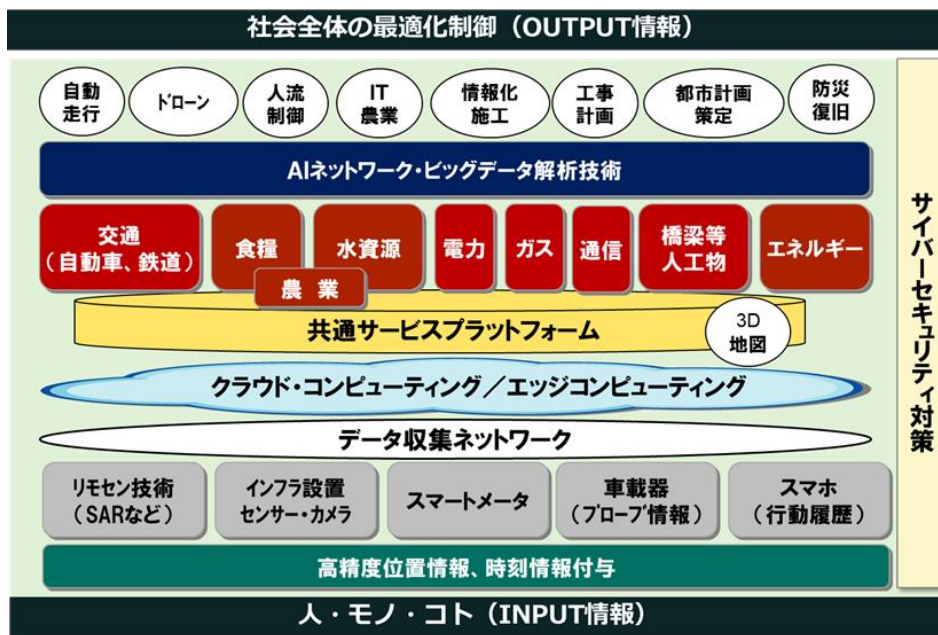 社会全体の最適化制御（OUTPUT情報）
自動
走行
ドローン
人流
制御
IT
農業
情報化
施工
工事
計画
都市計画
策定
防災
復旧
AIネットワーク・ビッグデータ解析技術
交通
（自動車、鉄道）
食糧
水資源
電力
ガス
通信
橋梁等
人工物
エネルギー
農 業
共通サービスプラットフォーム
3D
地図
クラウド・コンピューティング／エッジコンピューティング
データ収集ネットワーク
リモセン技術
（SARなど）
インフラ設置
センサー・カメラ
スマートメータ
車載器
（プローブ情報）
スマホ
（行動履歴）
高精度位置情報、時刻情報付与
サイバーセキュリティ対策
人・モノ・コト（INPUT情報）